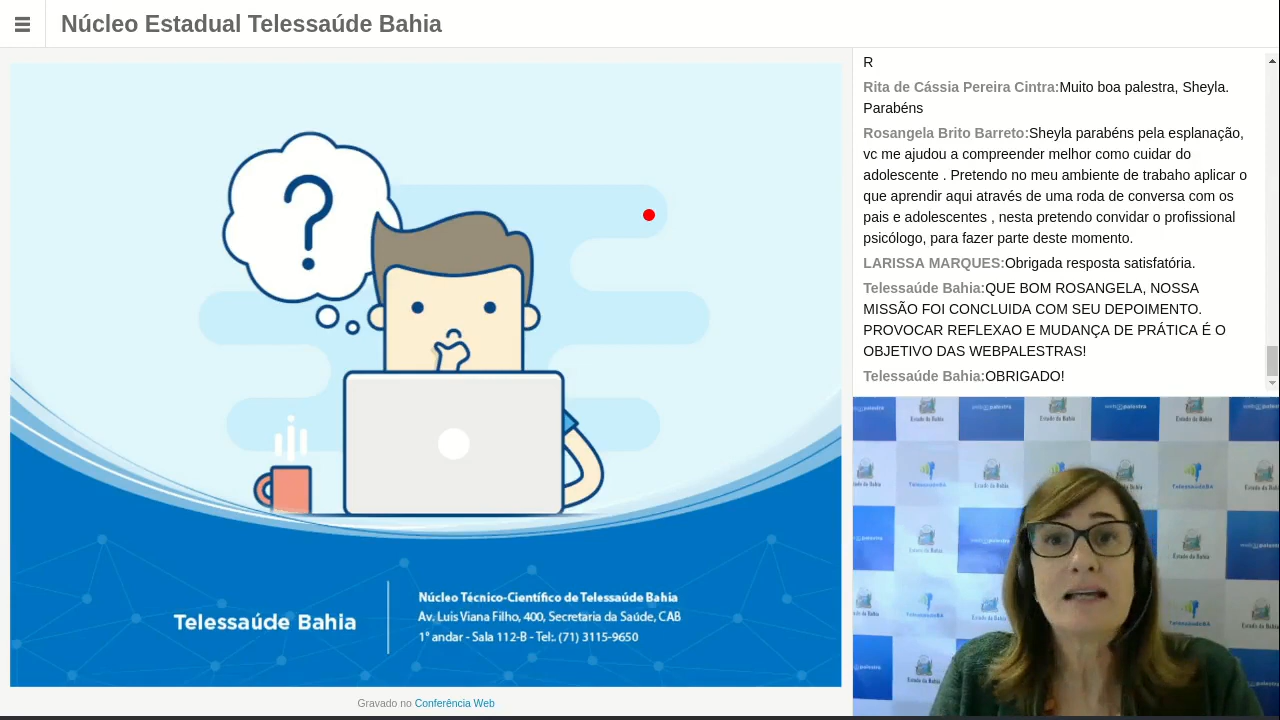 Núcleo Estadual Telessaúde Bahia
?
Telessaúde Bahia
Núcleo Técnico-Científico de Telessaúde Bahia
Av. Luis Viana Filho, 400, Secretaria da Saúde, CAB
1º andar - Sala 112-B - Tel:. (71) 3115-9650
Gravado no Conferência Web
R
Rita de Cássia Pereira Cintra:Muito boa palestra, Sheyla.
Parabéns
Rosangela Brito Barreto:Sheyla parabéns pela esplanação,
vc me ajudou a compreender melhor como cuidar do
adolescente . Pretendo no meu ambiente de trabaho aplicar o
que aprendir aqui através de uma roda de conversa com os
pais e adolescentes , nesta pretendo convidar o profissional
psicólogo, para fazer parte deste momento.
LARISSA MARQUES:Obrigada resposta satisfatória.
Telessaúde Bahia:QUE BOM ROSANGELA, NOSSA
MISSÃO FOI CONCLUIDA COM SEU DEPOIMENTO.
PROVOCAR REFLEXAO E MUDANÇA DE PRÁTICA É O
OBJETIVO DAS WEBPALESTRAS!
Telessaúde Bahia:OBRIGADO!
webpalestra
Estado da Bahia
TelessaúdeBA